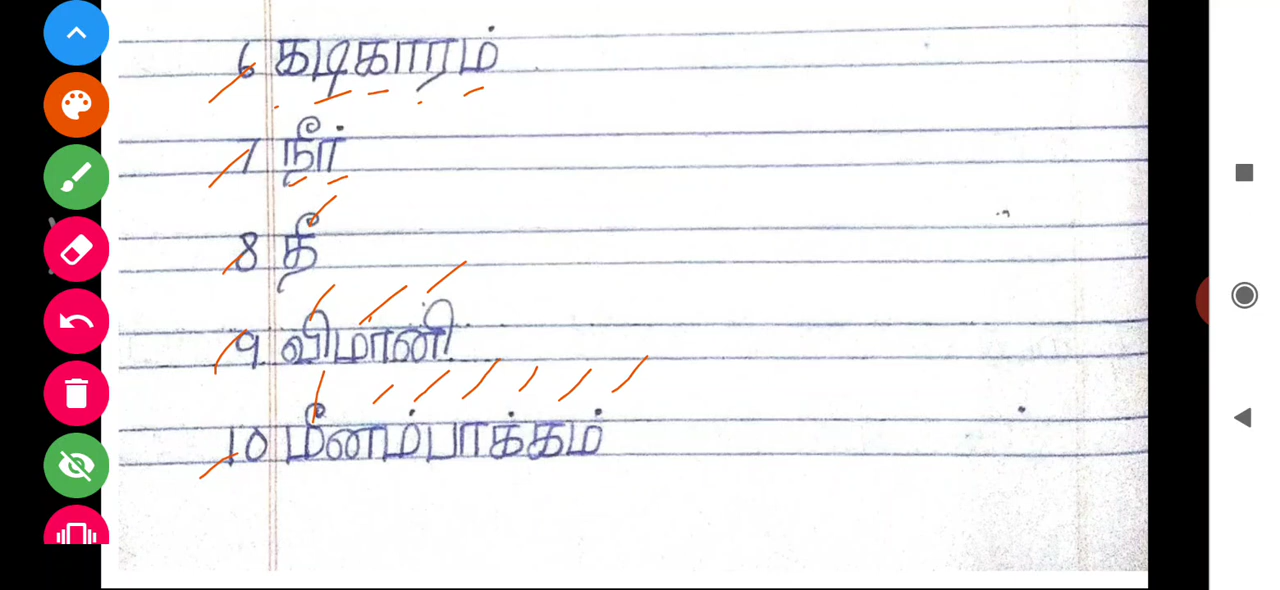 6 கடிகாரம்
7 நீர்
8 தீ
9. விமானி
10 மீனம்பாக்கம்